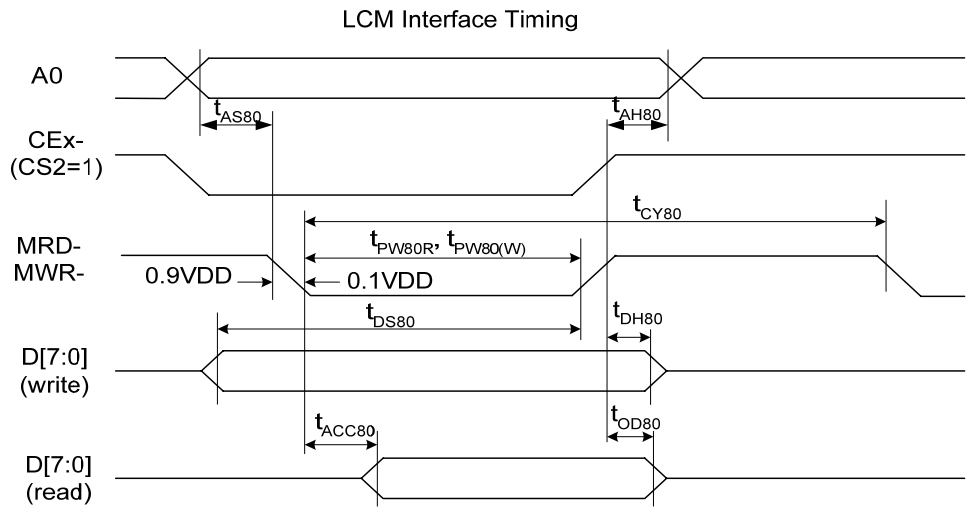 LCM Interface Timing
A0
tAS80
tAH80
CEx-
(CS2=1)
tCY80
MRD-
MWR-
tPW80R, tPW80(W)
0.9VDD
0.1VDD
tDS80
tDH80
D[7:0]
(write)
tACC80
tOD80
D[7:0]
(read)